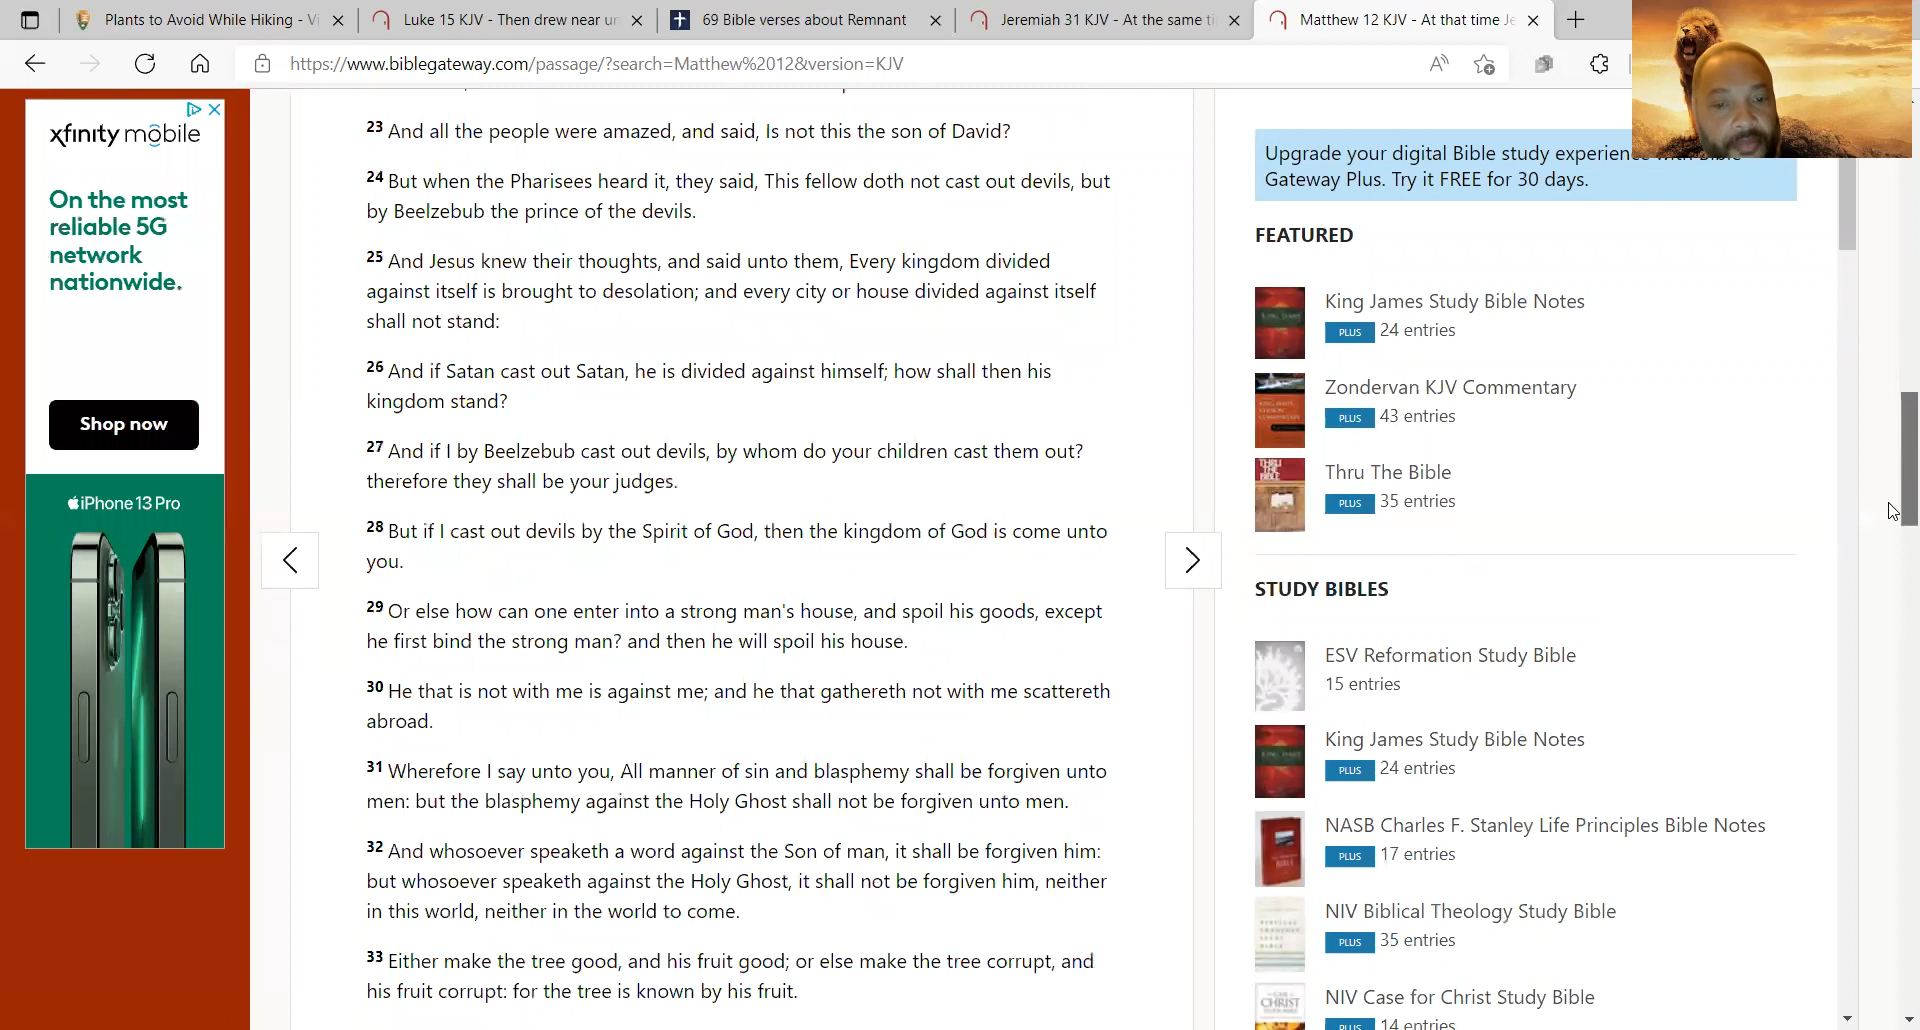 Plants to Avoid While Hiking - Vi
Luke 15 KJV - Then drew near un
69 Bible verses about Remnant
Jeremiah 31 KJV - At the same ti
Matthew 12 KJV - At that time Je
https://www.biblegateway.com/passage/?search=Matthew%2012&version=KJV
xfinity mobile
On the most
reliable 5G
network
nationwide.
Shop now
iPhone 13 Pro
23 And all the people were amazed, and said, Is not this the son of David?
24 But when the Pharisees heard it, they said, This fellow doth not cast out devils, but
by Beelzebub the prince of the devils.
25 And Jesus knew their thoughts, and said unto them, Every kingdom divided
against itself is brought to desolation; and every city or house divided against itself
shall not stand:
26 And if Satan cast out Satan, he is divided against himself; how shall then his
kingdom stand?
27 And if I by Beelzebub cast out devils, by whom do your children cast them out?
therefore they shall be your judges.
28 But if I cast out devils by the Spirit of God, then the kingdom of God is come unto
you.
29 Or else how can one enter into a strong man's house, and spoil his goods, except
he first bind the strong man? and then he will spoil his house.
30 He that is not with me is against me; and he that gathereth not with me scattereth
abroad.
31 Wherefore I say unto you, All manner of sin and blasphemy shall be forgiven unto
men: but the blasphemy against the Holy Ghost shall not be forgiven unto men.
32 And whosoever speaketh a word against the Son of man, it shall be forgiven him:
but whosoever speaketh against the Holy Ghost, it shall not be forgiven him, neither
in this world, neither in the world to come.
33 Either make the tree good, and his fruit good; or else make the tree corrupt, and
his fruit corrupt: for the tree is known by his fruit.
Upgrade your digital Bible study experience with Bible
Gateway Plus. Try it FREE for 30 days.
FEATURED
King James Study Bible Notes
PLUS 24 entries
Zondervan KJV Commentary
PLUS 43 entries
Thru The Bible
PLUS 35 entries
STUDY BIBLES
ESV Reformation Study Bible
15 entries
King James Study Bible Notes
PLUS 24 entries
NASB Charles F. Stanley Life Principles Bible Notes
PLUS 17 entries
NIV Biblical Theology Study Bible
PLUS 35 entries
NIV Case for Christ Study Bible
PLUS 14 entries